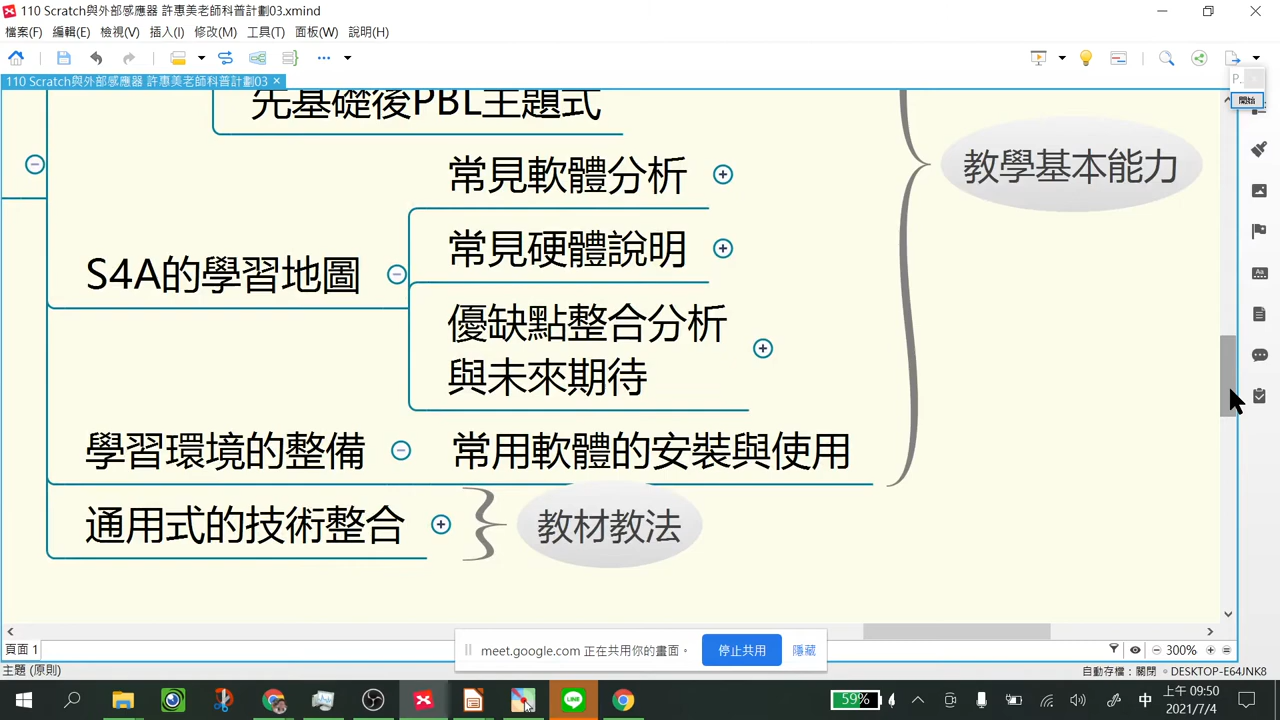 110 Scratch與外部感應器 許惠美老師科普計劃03.xmind
檔案(F) 編輯(E) 檢視(V) 插入(I) 修改(M) 工具(T) 面板(W) 說明(H)
110 Scratch與外部感應器 許惠美老師科普計劃03
P..
開始
先基礎後PBL主題式
常見軟體分析
教學基本能力
常見硬體說明
S4A的學習地圖
優缺點整合分析
與未來期待
學習環境的整備
常用軟體的安裝與使用
通用式的技術整合
教材教法
頁面 1
meet.google.com 正在共用你的畫面。
停止共用
隱藏
300%
主題 (原則)
自動存檔：關閉
DESKTOP-E64JNK8
59%
中
上午 09:50
2021/7/4